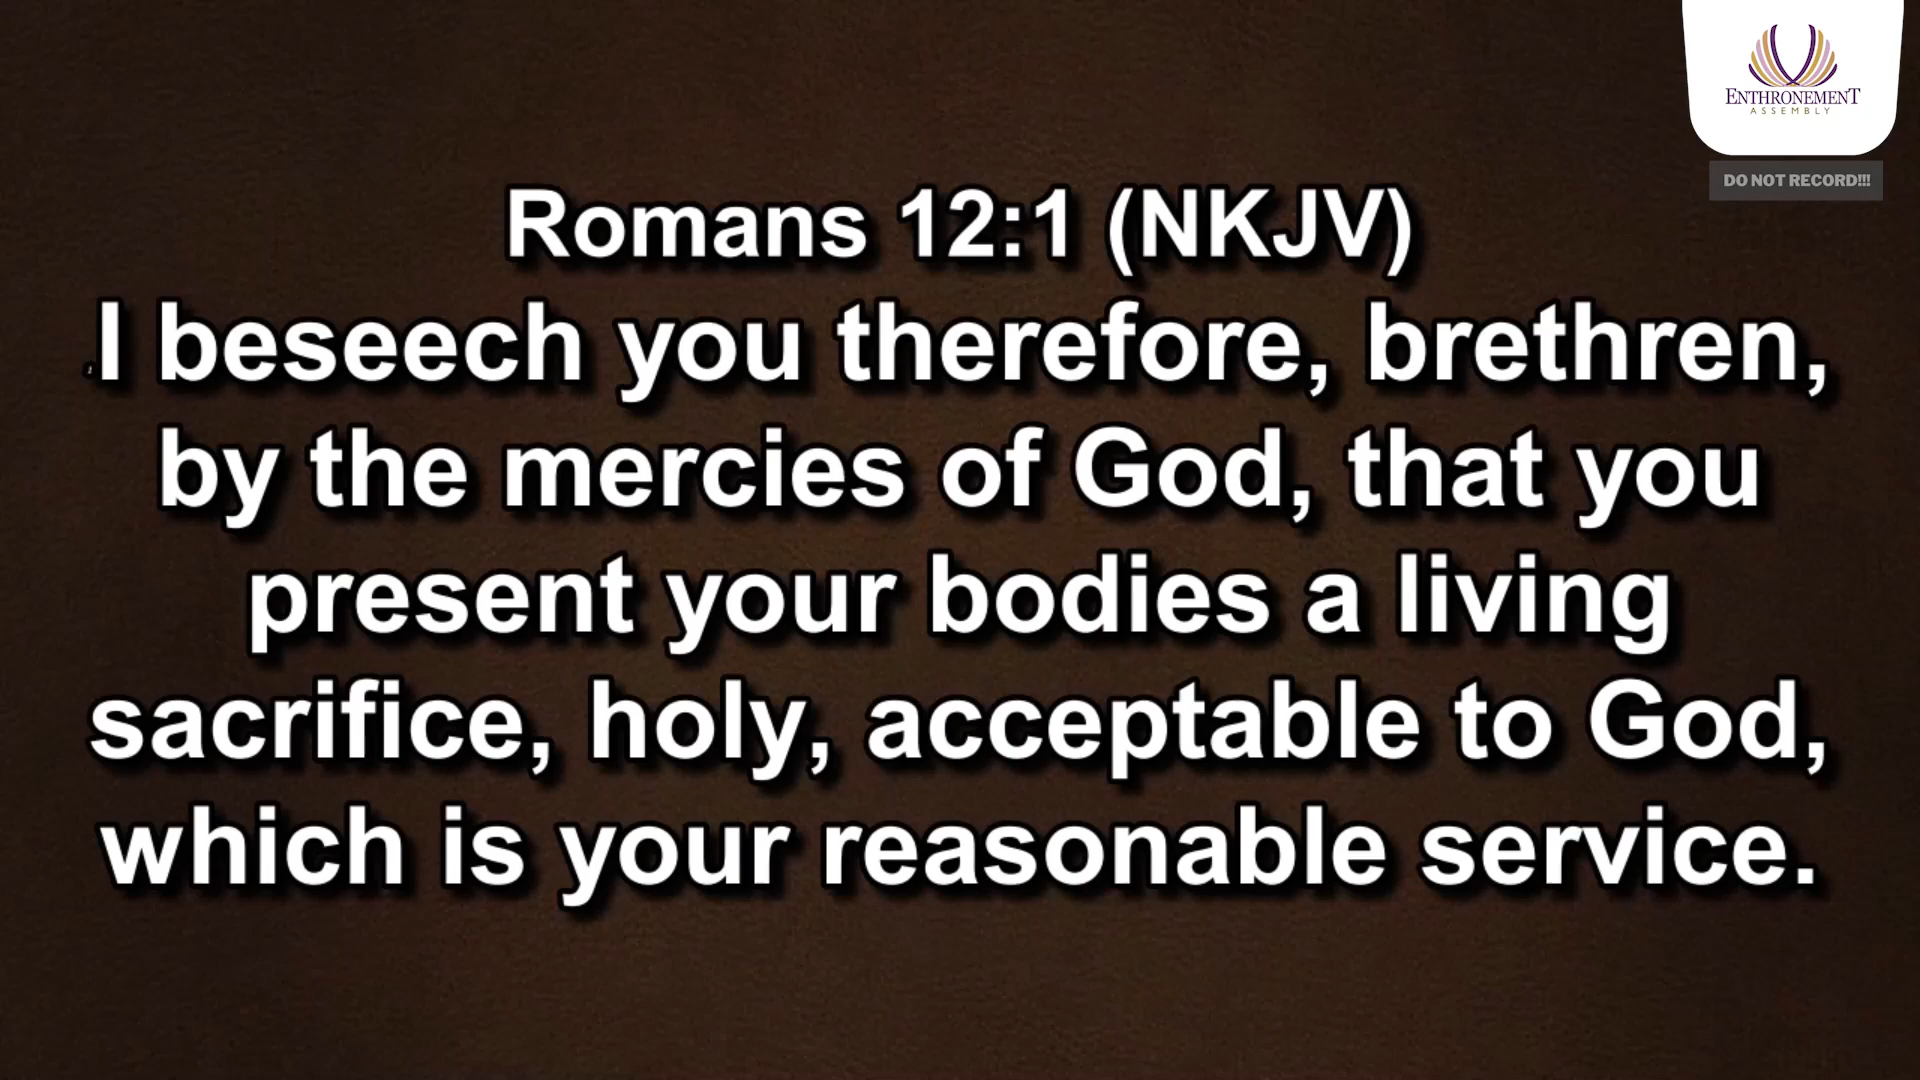 ENTHRONEMENT
ASSEMBLY
DO NOT RECORD!!!
Romans 12:1 (NKJV)
1 I beseech you therefore, brethren,
by the mercies of God, that you
present your bodies a living
sacrifice, holy, acceptable to God,
which is your reasonable service.